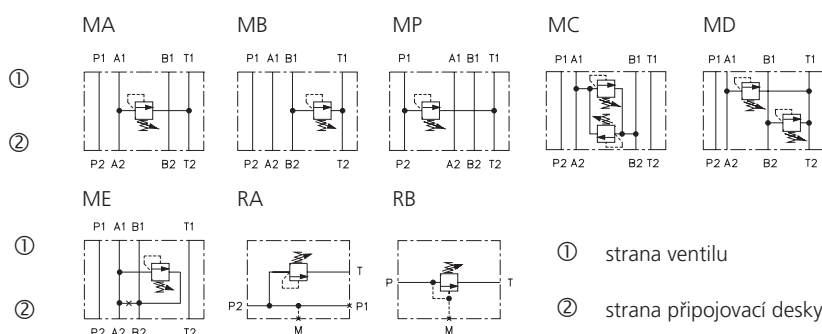 MA MB MP MC MD
P1 A1 B1 T1 P1 A1 B1 T1 P1 A1 B1 T1 P1 A1 B1 T1 P1 A1 B1 T1
①
②
P2 A2 B2 T2 P2 A2 B2 T2 P2 A2 B2 T2 P2 A2 B2 T2 P2 A2 B2 T2
ME RA RB
P1 A1 B1 T1
① ① strana ventilu
T P T
P2 P1
② ② strana připojovací desky
P2 A2 B2 T2 M M